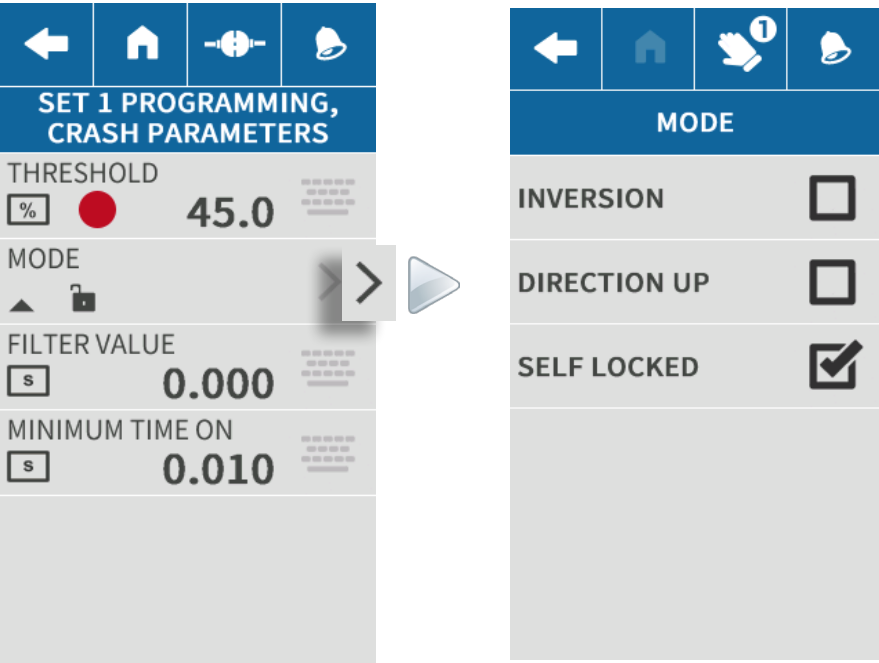 SET 1 PROGRAMMING,
CRASH PARAMETERS
THRESHOLD
% 45.0
MODE
FILTER VALUE
s 0.000
MINIMUM TIME ON
s 0.010
1
MODE
INVERSION
DIRECTION UP
SELF LOCKED